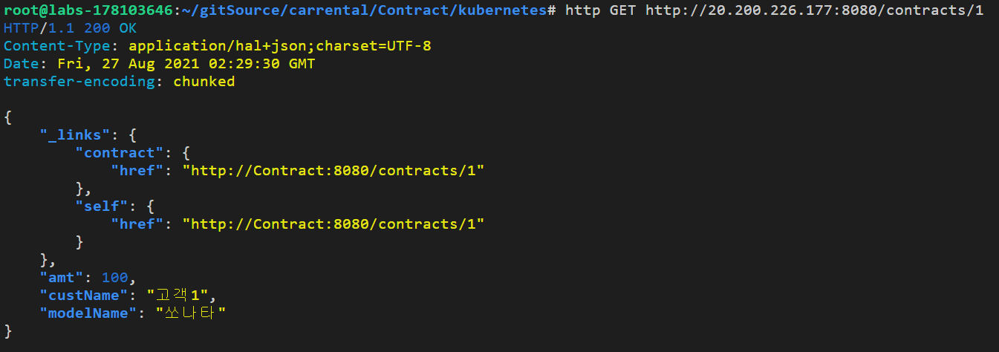 root@labs-178103646:~/gitSource/carrental/Contract/kubernetes# http GET http://20.200.226.177:8080/contracts/1
HTTP/1.1 200 OK
Content-Type: application/hal+json;charset=UTF-8
Date: Fri, 27 Aug 2021 02:29:30 GMT
transfer-encoding: chunked

{
    "_links": {
        "contract": {
            "href": "http://Contract:8080/contracts/1"
        },
        "self": {
            "href": "http://Contract:8080/contracts/1"
        }
    },
    "amt": 100,
    "custName": "고객1",
    "modelName": "쏘나타"
}